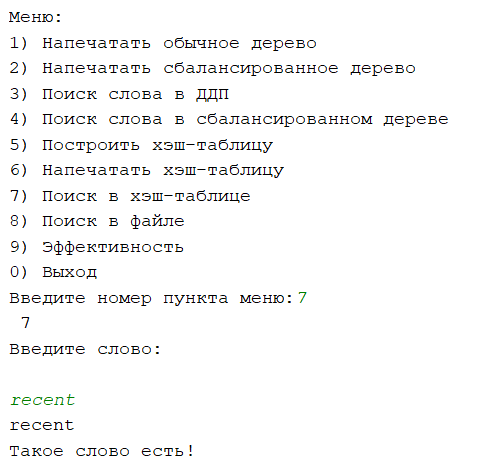 Меню:
1) Напечатать обычное дерево
2) Напечатать сбалансированное дерево
3) Поиск слова в ДДП
4) Поиск слова в сбалансированном дереве
5) Построить хэш-таблицу
6) Напечатать хэш-таблицу
7) Поиск в хэш-таблице
8) Поиск в файле
9) Эффективность
0) Выход
Введите номер пункта меню:7
7
Введите слово:
recent
recent
Такое слово есть!